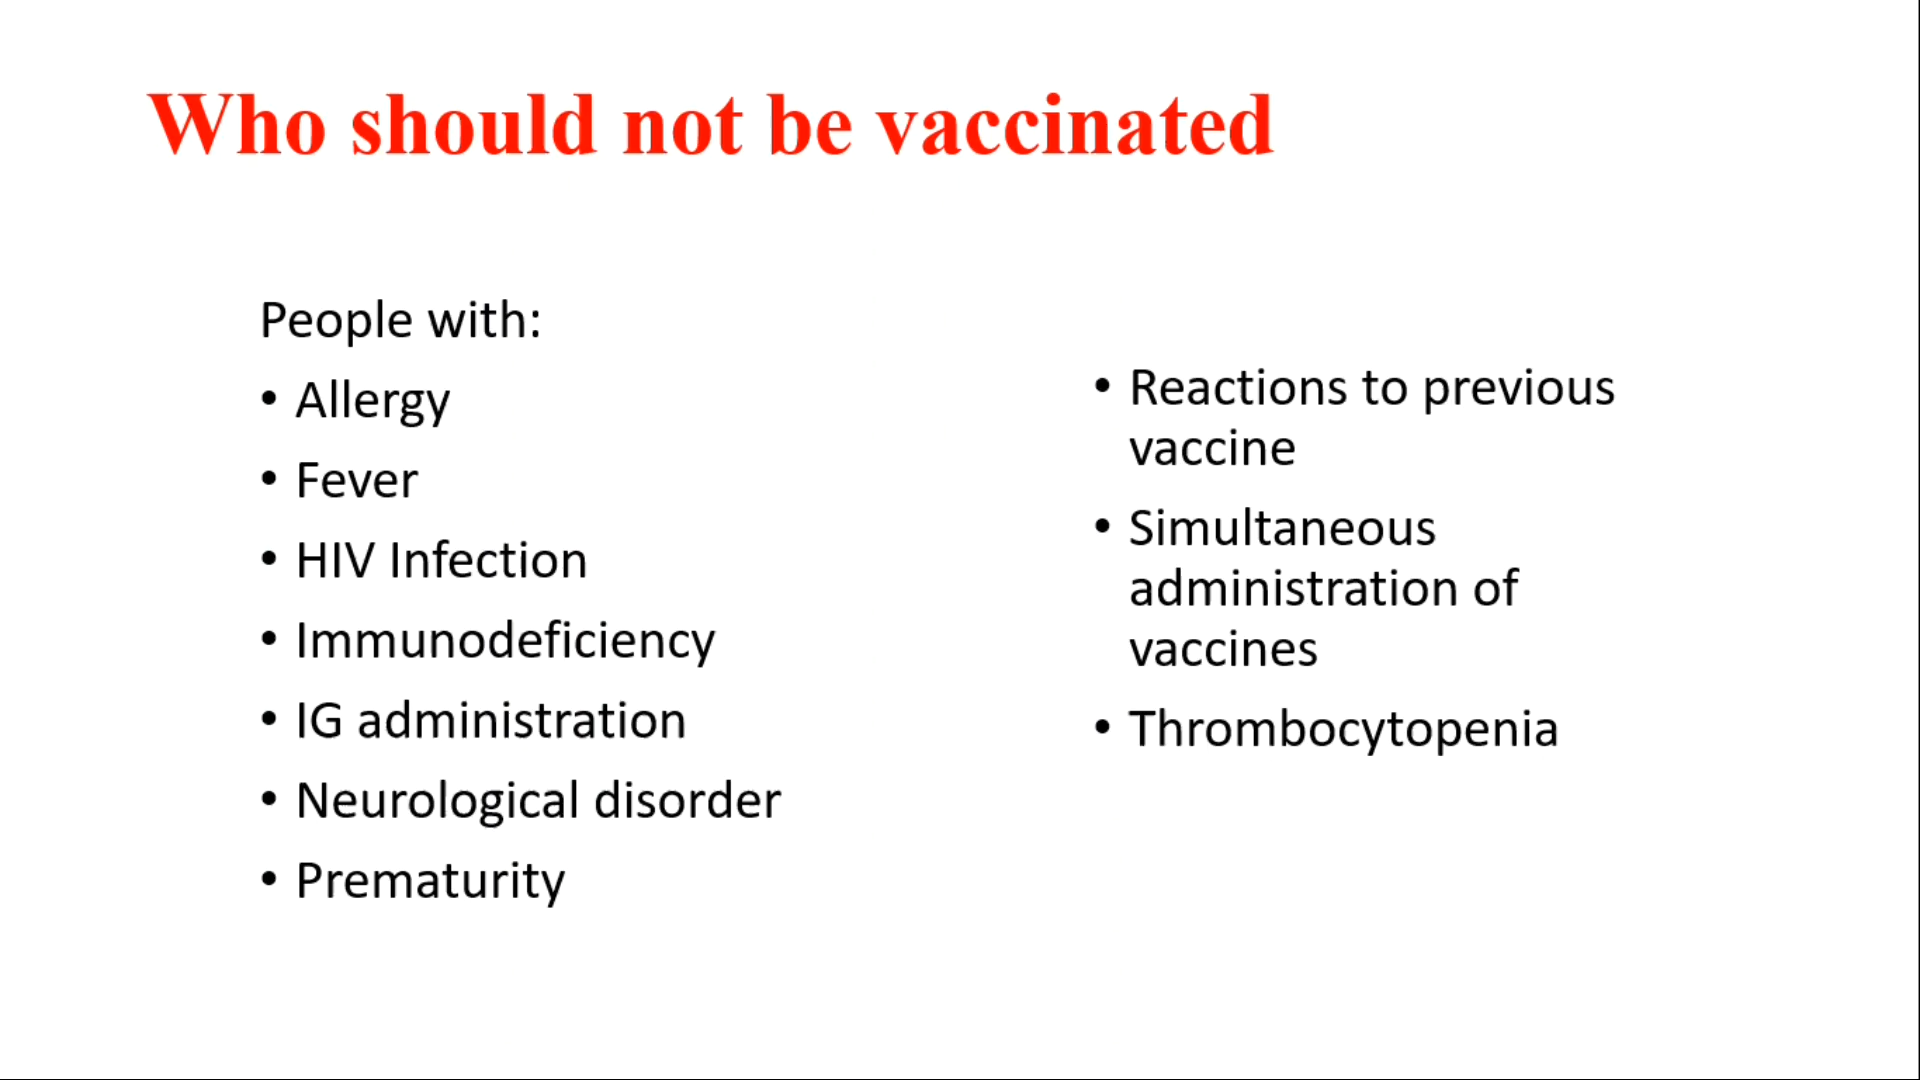 Who should not be vaccinated
People with:
• Allergy
• Fever
• HIV Infection
• Immunodeficiency
• IG administration
• Neurological disorder
• Prematurity
• Reactions to previous
vaccine
• Simultaneous
administration of
vaccines
• Thrombocytopenia